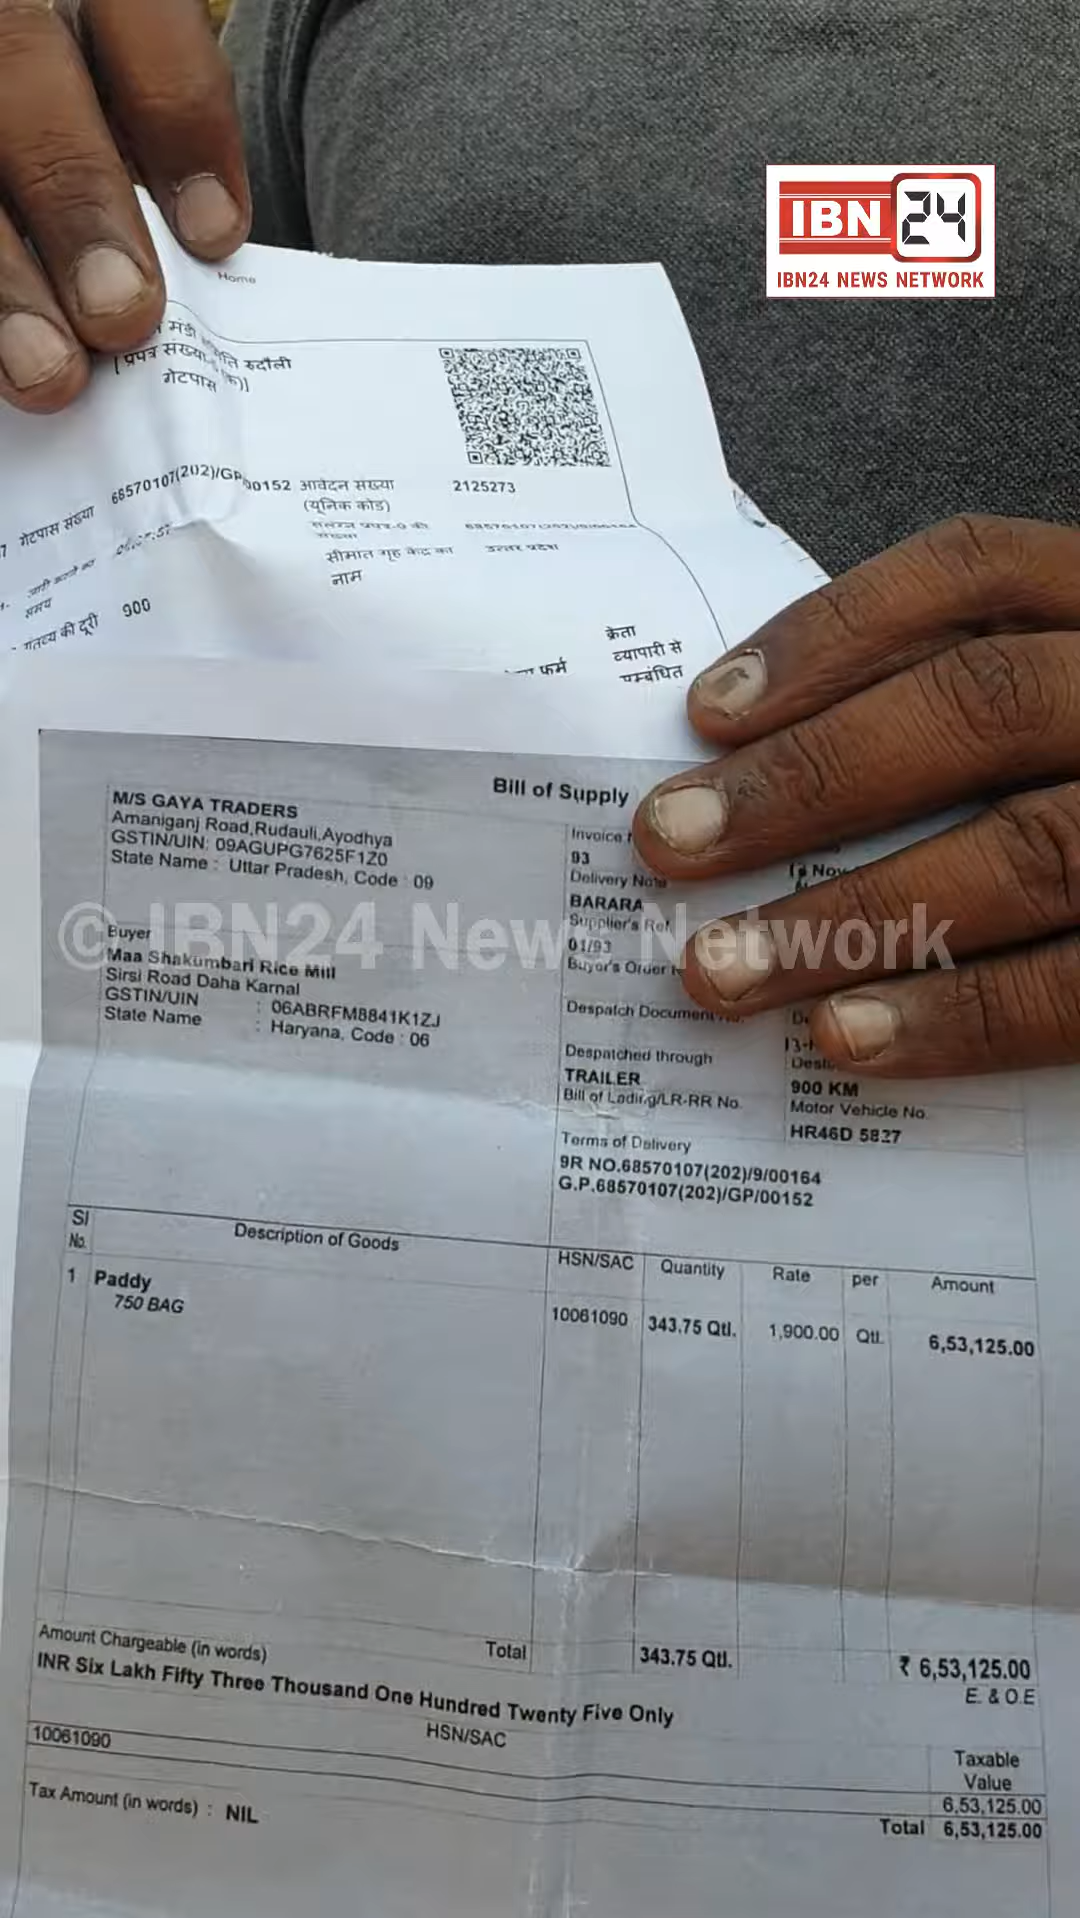 IBN 24
IBN24 NEWS NETWORK
Home
मंडी समिति रुदौली
[प्रपत्र संख्या-
गेटपास
गेटपास संख्या 68570107(202)/GP/00152 आवेदन संख्या 2125273
(यूनिक कोड)
जारी करने का
समय
सीमांत गृह केंद्र का उत्तर प्रदेश
नाम
गंतव्य की दूरी 900
क्रेता
फर्म व्यापारी से
सम्बंधित
Bill of Supply
M/S GAYA TRADERS
Amaniganj Road,Rudauli,Ayodhya
GSTIN/UIN: 09AGUPG7625F1Z0
State Name : Uttar Pradesh, Code : 09
Invoice
93
Delivery Note
BARARA
Supplier's Ref.
01/93
Buyer's Order
Nov
© IBN24 News Network
Buyer
Maa Shakumbari Rice Mill
Sirsi Road Daha Karnal
GSTIN/UIN : 06ABRFM8841K1ZJ
State Name : Haryana, Code : 06
Despatch Document No.
13-
Despatched through
TRAILER 900 KM
Bill of Lading/LR-RR No. Motor Vehicle No.
HR46D 5827
Terms of Delivery
9R NO.68570107(202)/9/00164
G.P.68570107(202)/GP/00152
Sl No. Description of Goods HSN/SAC Quantity Rate per Amount
1 Paddy 10061090 343.75 Qtl. 1,900.00 Qtl. 6,53,125.00
750 BAG
Total 343.75 Qtl. ₹ 6,53,125.00
Amount Chargeable (in words) E. & O.E
INR Six Lakh Fifty Three Thousand One Hundred Twenty Five Only
HSN/SAC Taxable
Value
10061090 6,53,125.00
Total 6,53,125.00
Tax Amount (in words) : NIL